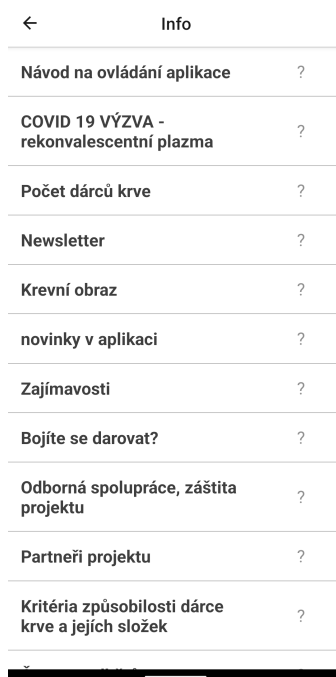 Info
Návod na ovládání aplikace
?
COVID 19 VÝZVA -
rekonvalescentní plazma
?
Počet dárců krve
?
Newsletter
?
Krevní obraz
?
novinky v aplikaci
?
Zajímavosti
?
Bojíte se darovat?
?
Odborná spolupráce, záštita
projektu
?
Partneři projektu
?
Kritéria způsobilosti dárce
krve a jejích složek
?